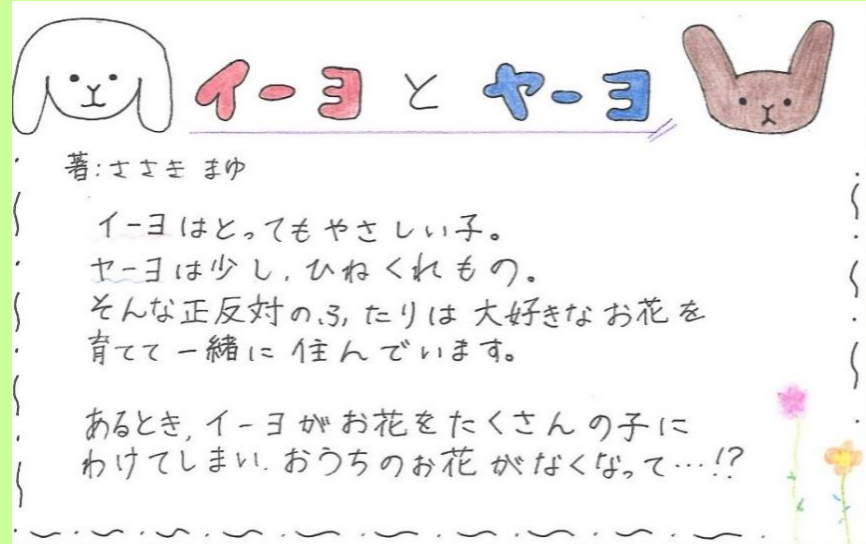 イーヨ と ヤーヨ
著:ささき まゆ
イーヨはとってもやさしい子。
ヤーヨは少し、ひねくれもの。
そんな正反対のふたりは大好きなお花を
育てて一緒に住んでいます。
あるとき、イーヨがお花をたくさんの子に
わけてしまい、おうちのお花がなくなって…!?